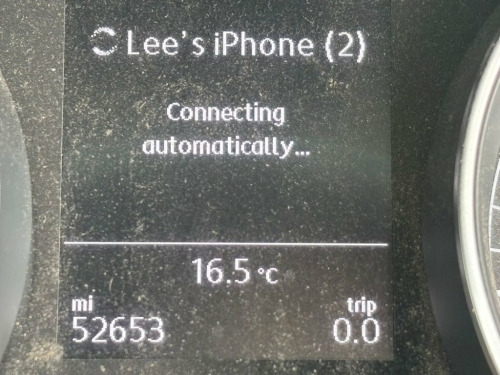 Lee's iPhone (2)
Connecting
automatically...
16.5 °C
mi trip
52653 0.0